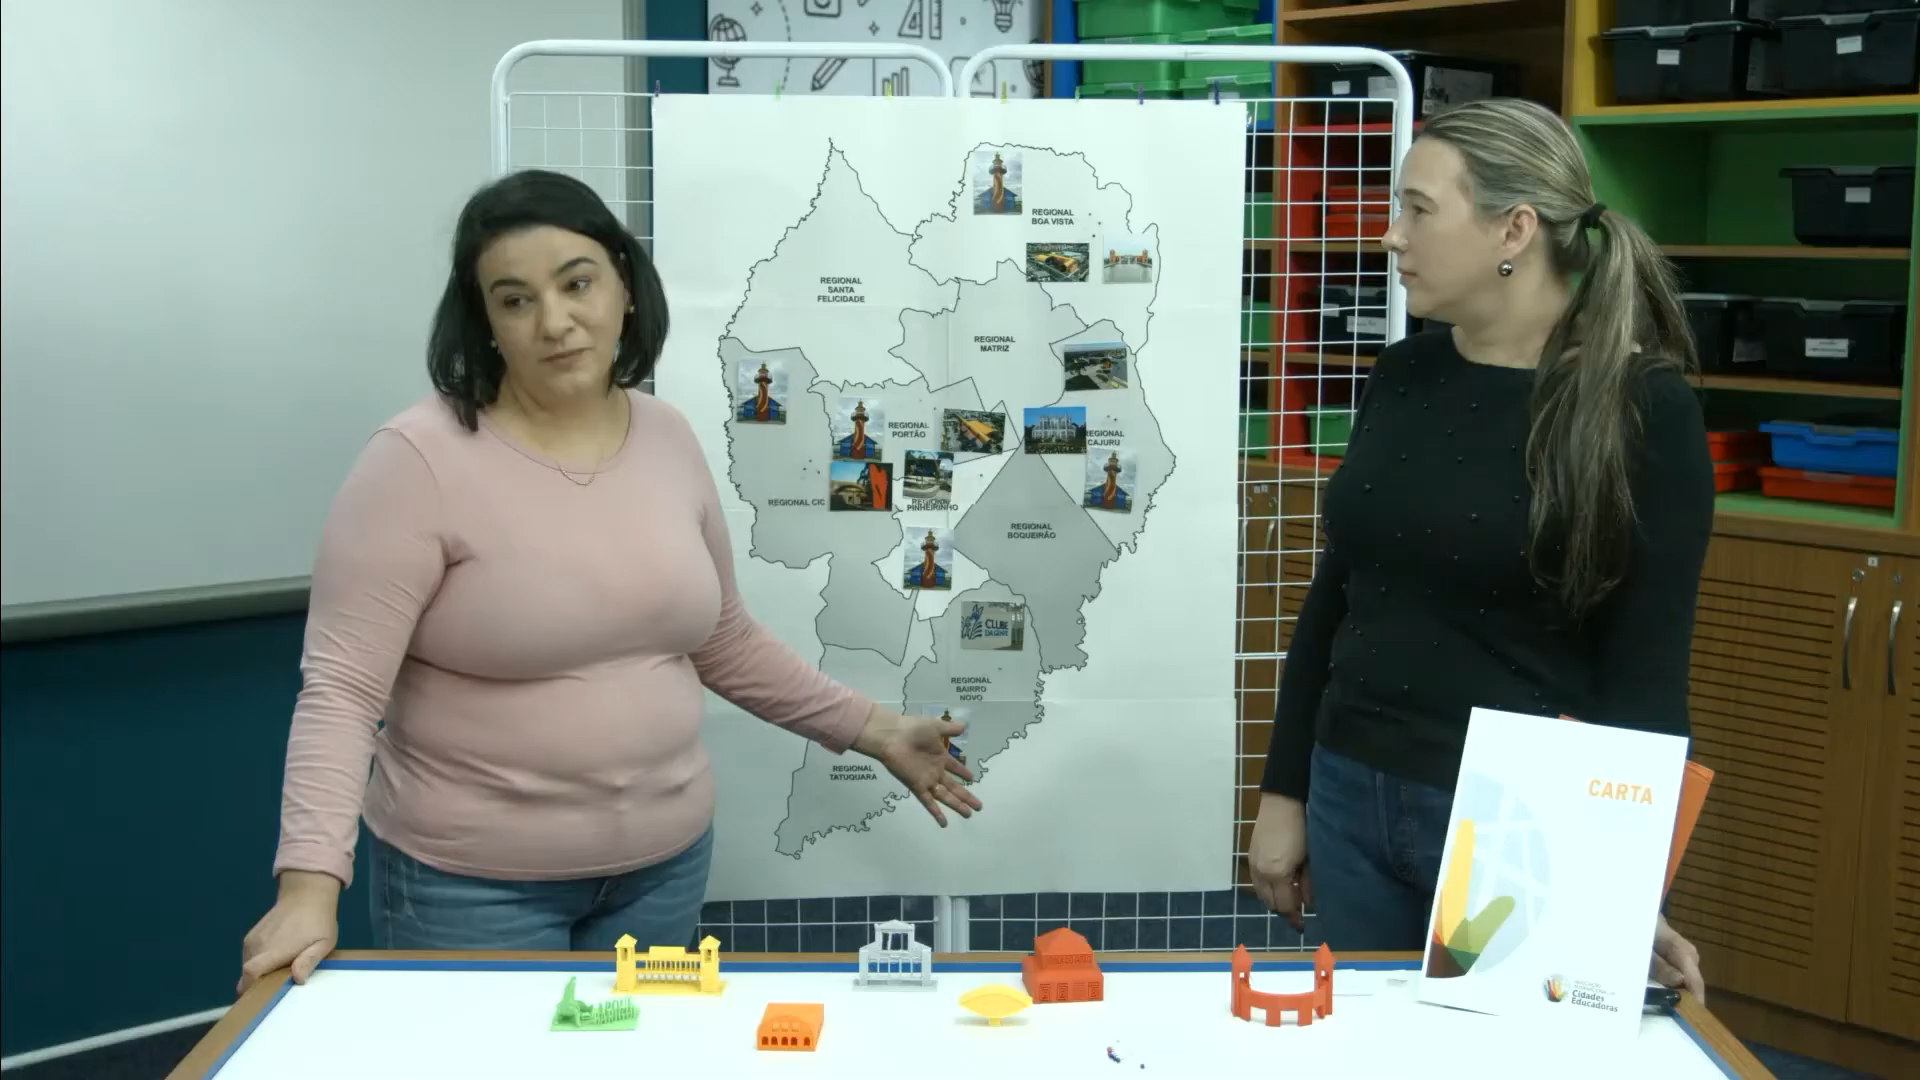 REGIONAL
BOA VISTA
REGIONAL
SANTA
FELICIDADE
REGIONAL
MATRIZ
REGIONAL
PORTÃO
REGIONAL
CAJURU
REGIONAL CIC
REGIONAL
PINHEIRINHO
REGIONAL
BOQUEIRÃO
CLUBE
DA GENTE
REGIONAL
BAIRRO
NOVO
REGIONAL
TATUQUARA
CARTA
Cidades
Educadoras